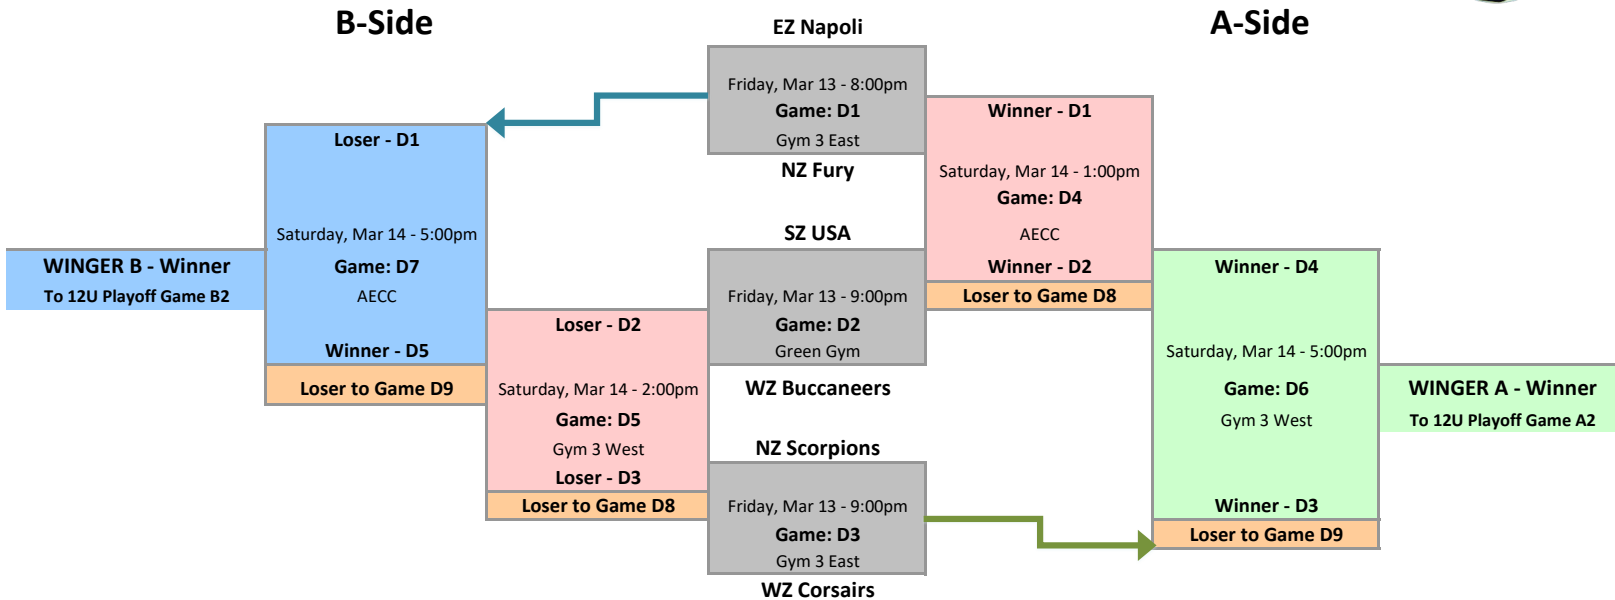 B-Side
A-Side
EZ Napoli
Friday, Mar 13 - 8:00pm
Game: D1
Gym 3 East
NZ Fury
SZ USA
Friday, Mar 13 - 9:00pm
Game: D2
Green Gym
WZ Buccaneers
NZ Scorpions
Friday, Mar 13 - 9:00pm
Game: D3
Gym 3 East
WZ Corsairs
Loser - D1
Saturday, Mar 14 - 5:00pm
Game: D7
AECC
Winner - D5
Loser to Game D9
WINGER B - Winner
To 12U Playoff Game B2
Loser - D2
Saturday, Mar 14 - 2:00pm
Game: D5
Gym 3 West
Loser - D3
Loser to Game D8
Winner - D1
Saturday, Mar 14 - 1:00pm
Game: D4
AECC
Winner - D2
Loser to Game D8
Winner - D4
Saturday, Mar 14 - 5:00pm
Game: D6
Gym 3 West
Winner - D3
Loser to Game D9
WINGER A - Winner
To 12U Playoff Game A2